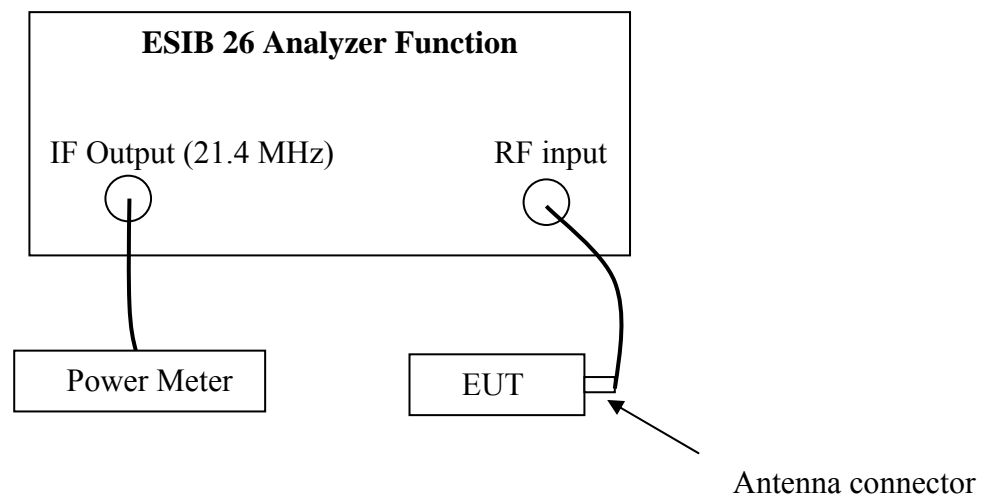 ESIB 26 Analyzer Function
IF Output (21.4 MHz)
RF input
Power Meter
EUT
Antenna connector